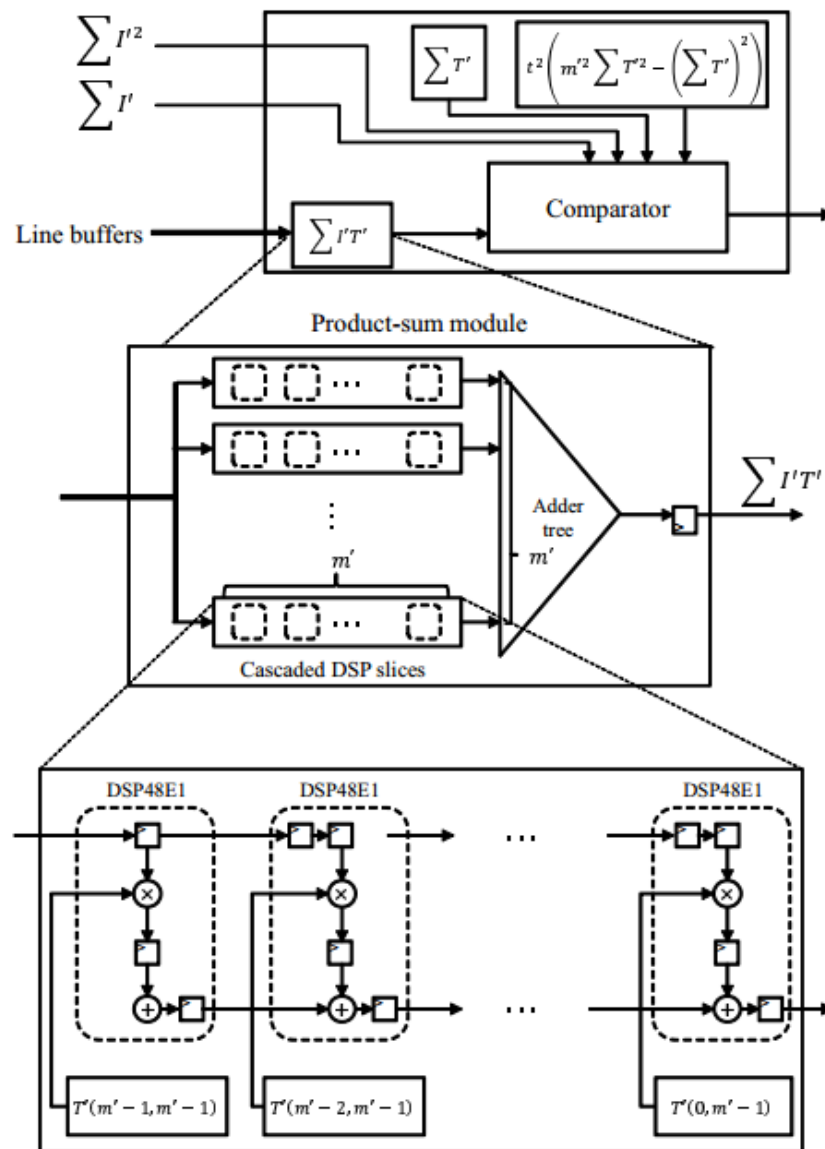 ∑ I'²
∑ T'
t²(m'² ∑ T'² − (∑ T')²)
∑ I'
Comparator
Line buffers
∑ I'T'
Product-sum module
...
...
∑ I'T'
Adder
tree
⋮
m'
m'
...
Cascaded DSP slices
DSP48E1
DSP48E1
DSP48E1
...
×
×
×
+
+
...
+
T'(m' − 1, m' − 1)
T'(m' − 2, m' − 1)
T'(0, m' − 1)